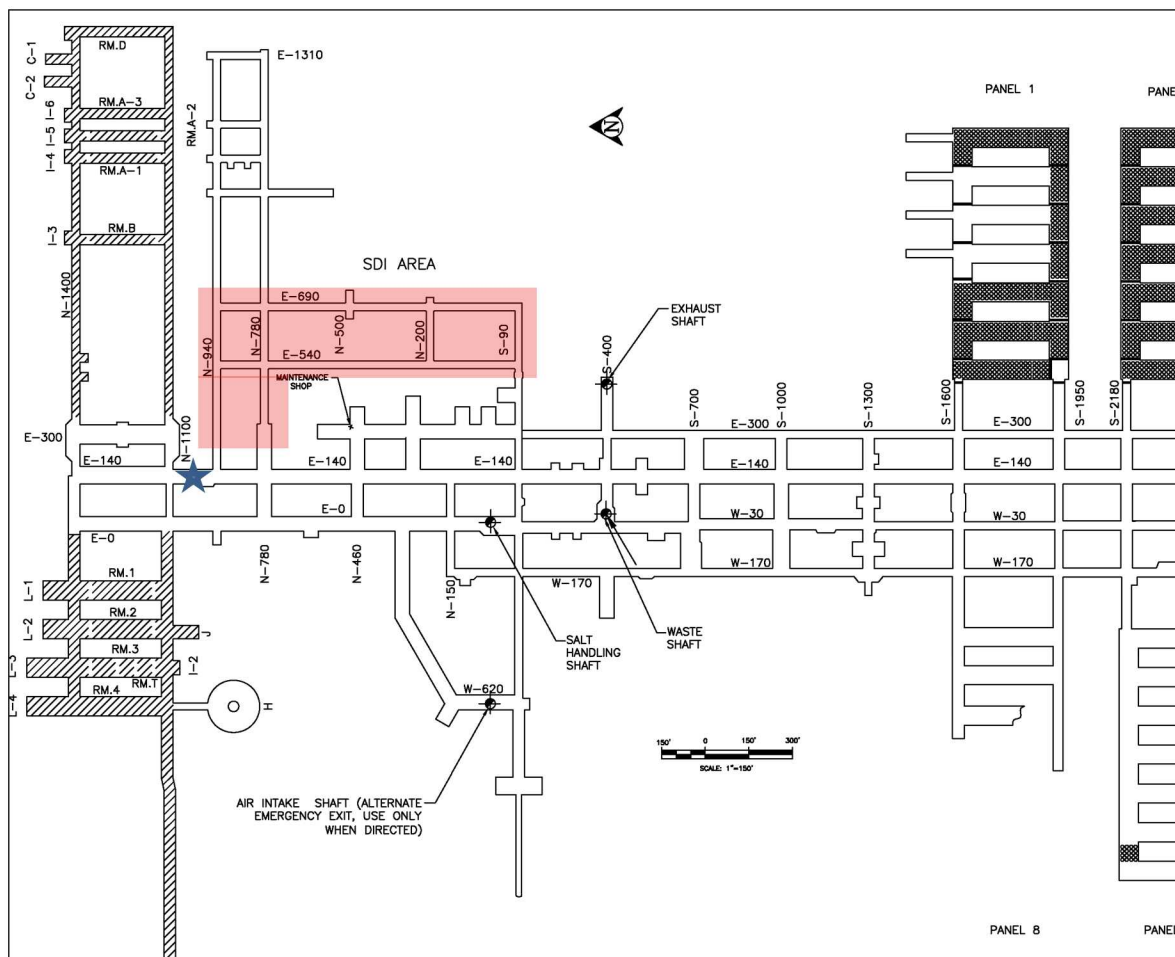 C-1
C-2
RM.D
RM.A-3
I-6
I-5
I-4
RM.A-1
RM.B
I-3
N-1400
RM.A-2
E-1310
N
PANEL 1
SDI AREA
E-690
N-940
N-780
N-500
N-200
S-90
E-540
MAINTENANCE
SHOP
EXHAUST
SHAFT
S-400
E-300
N-1100
E-140
E-140
E-140
S-700
S-1000
S-1300
S-1600
S-1950
S-2180
E-300
E-300
E-140
E-140
E-0
W-30
W-30
E-0
N-780
N-460
N-150
W-170
W-170
W-170
RM.1
L-1
RM.2
L-2
J
RM.3
L-3
I-2
RM.T
RM.4
L-4
H
SALT
HANDLING
SHAFT
WASTE
SHAFT
W-620
150' 0 150' 300'
SCALE: 1"=150'
AIR INTAKE SHAFT (ALTERNATE
EMERGENCY EXIT, USE ONLY
WHEN DIRECTED)
PANEL 8